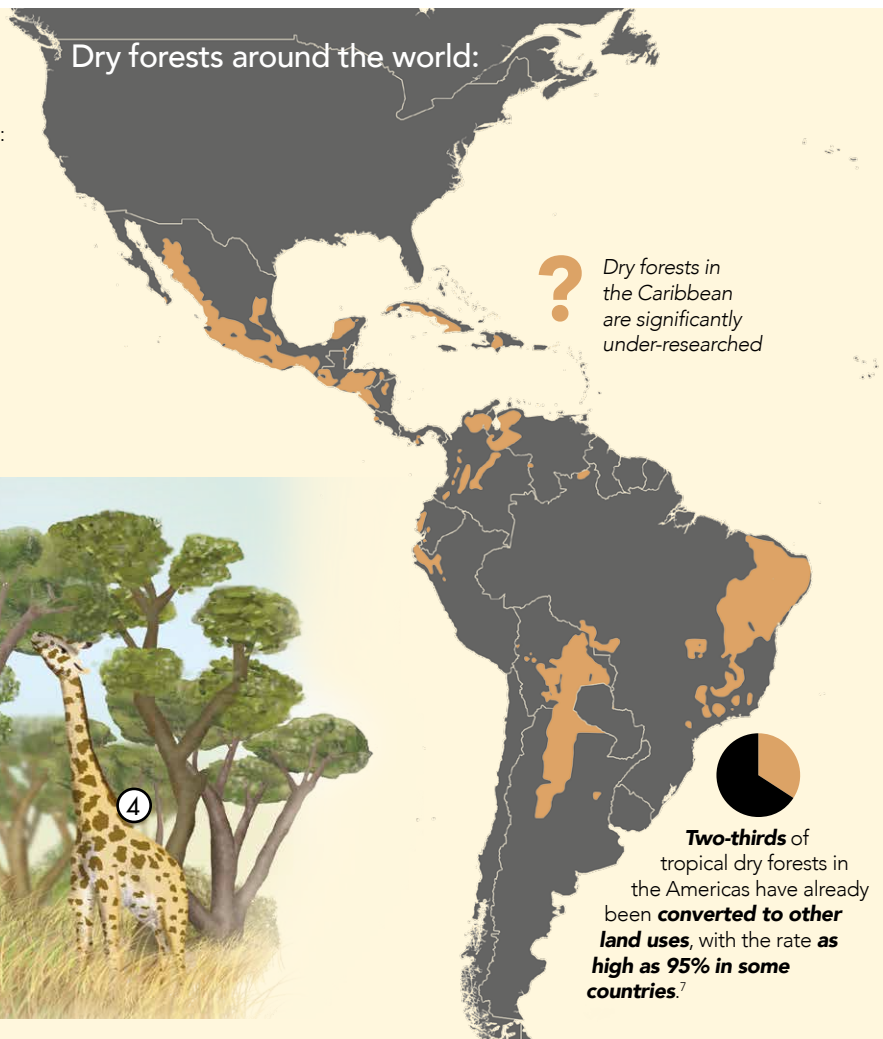 Dry forests around the world:
:
?
Dry forests in
the Caribbean
are significantly
under-researched
4
Two-thirds of
tropical dry forests in
the Americas have already
been converted to other
land uses, with the rate as
high as 95% in some
countries.7